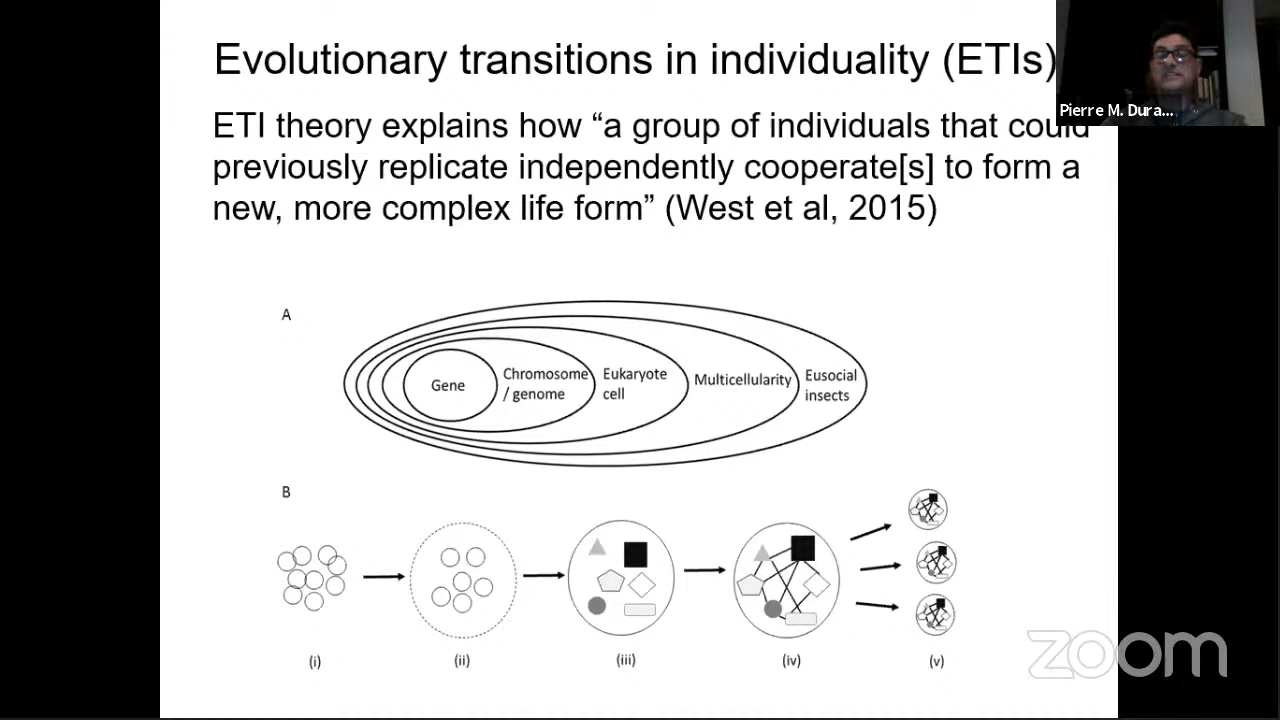 Evolutionary transitions in individuality (ETIs)
Pierre M. Dura...
ETI theory explains how “a group of individuals that could
previously replicate independently cooperate[s] to form a
new, more complex life form” (West et al, 2015)
A
Gene
Chromosome
/ genome
Eukaryote
cell
Multicellularity
Eusocial
insects
B
(i)
(ii)
(iii)
(iv)
(v)
zoom